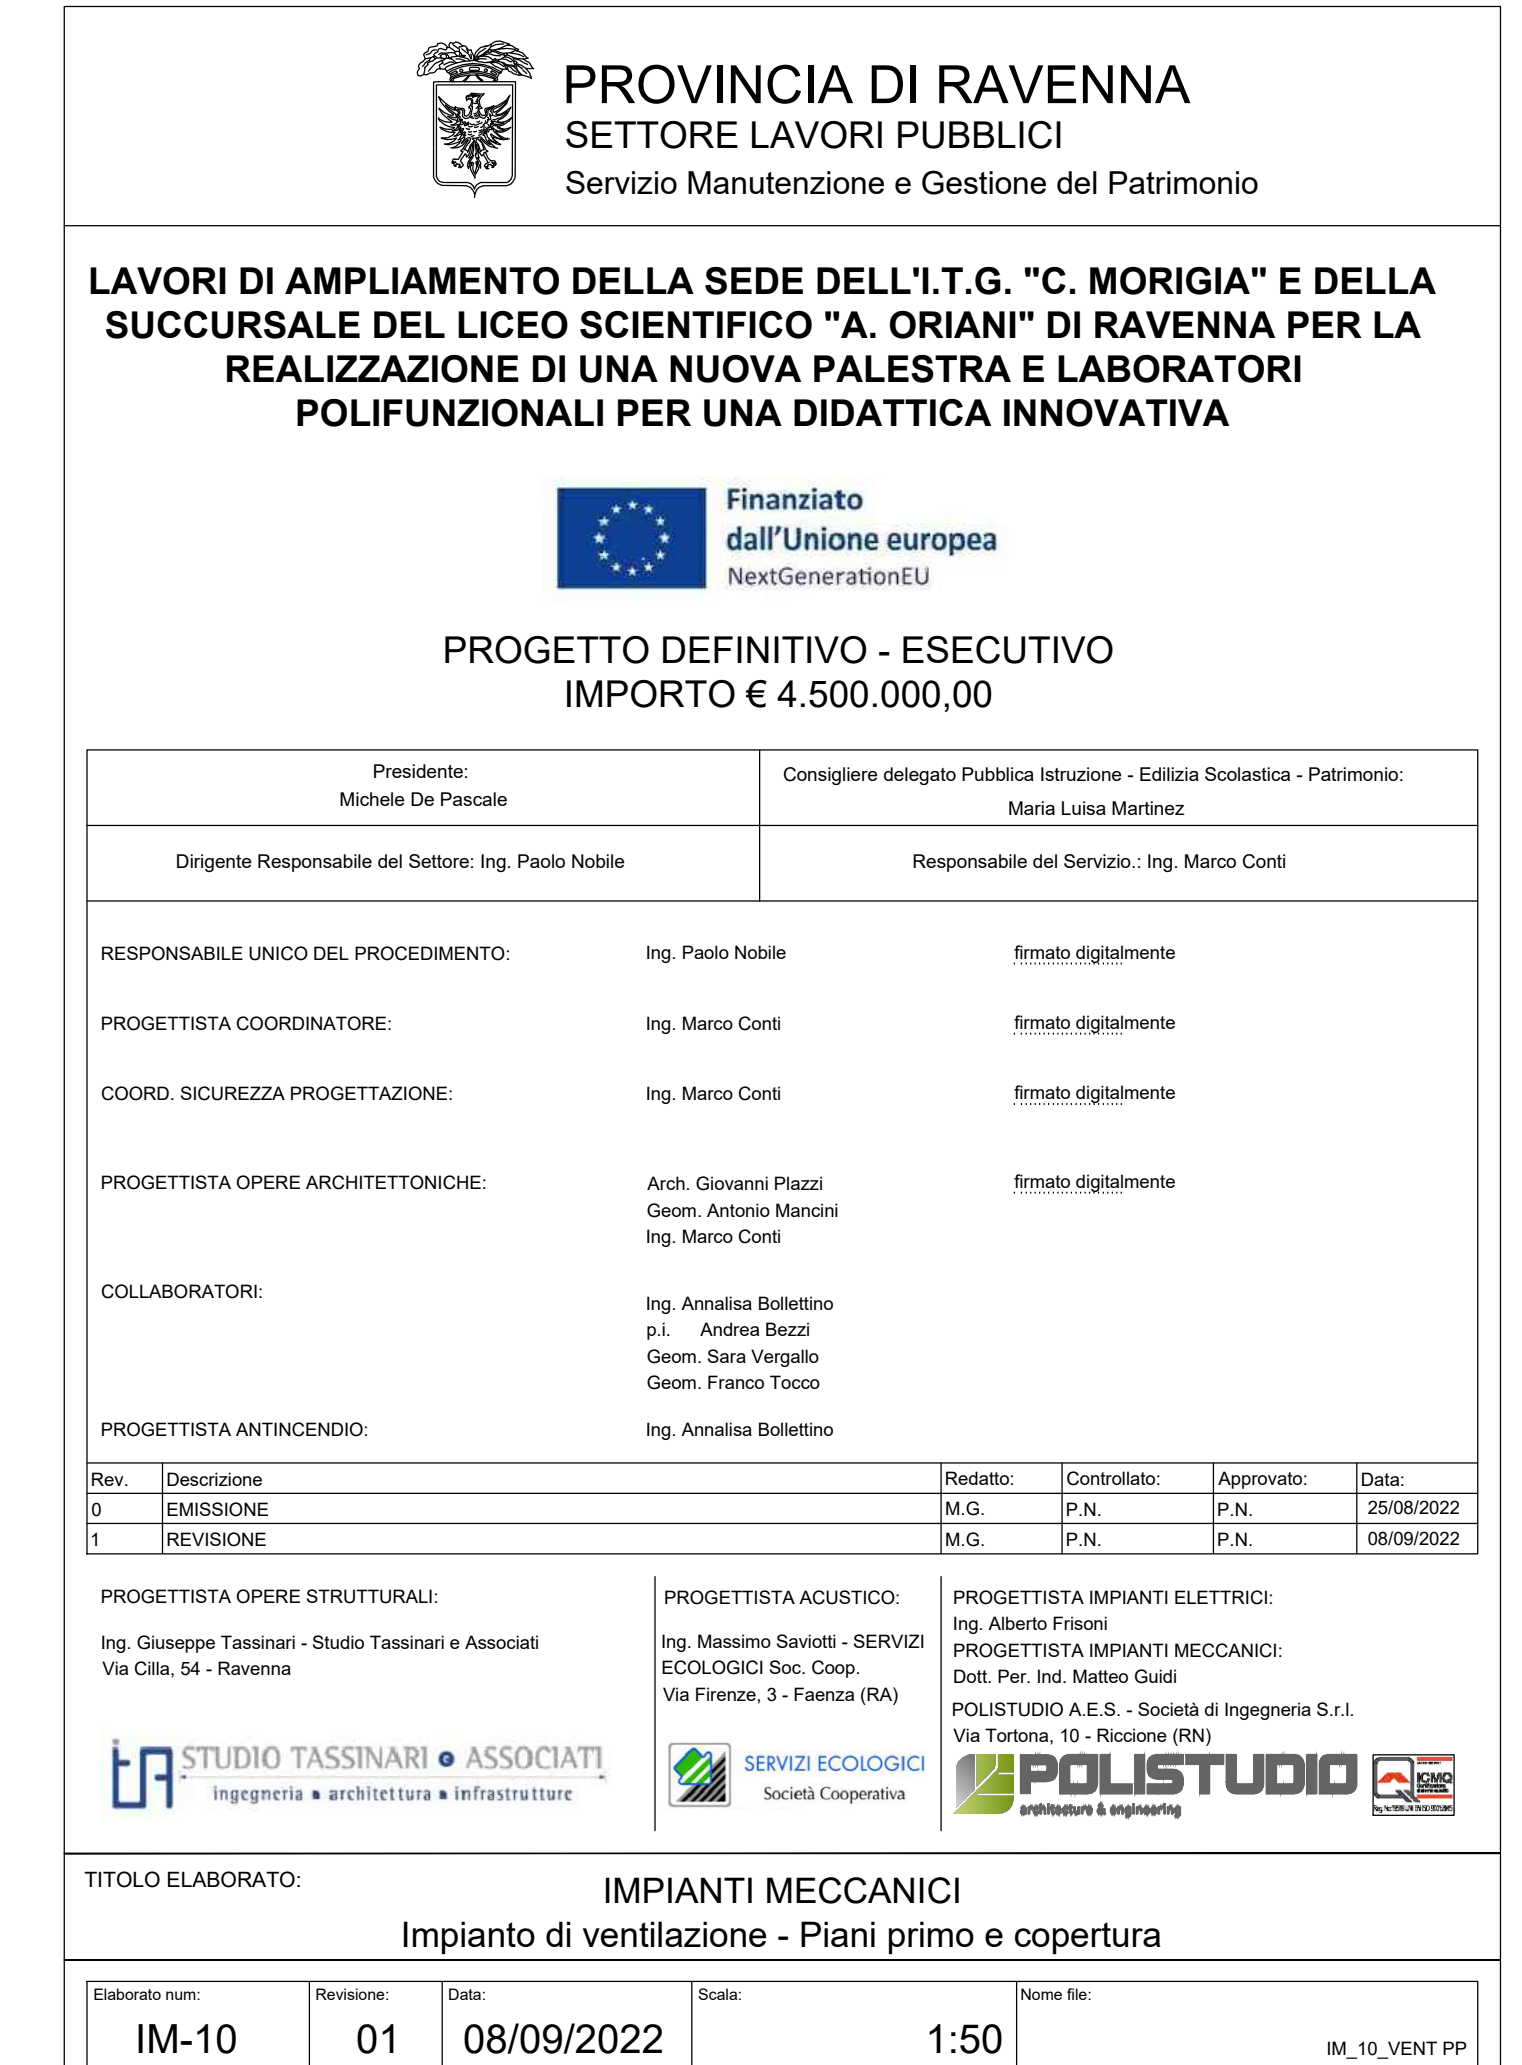 PROVINCIA DI RAVENNA
SETTORE LAVORI PUBBLICI
Servizio Manutenzione e Gestione del Patrimonio
LAVORI DI AMPLIAMENTO DELLA SEDE DELL'I.T.G. "C. MORIGIA" E DELLA
SUCCURSALE DEL LICEO SCIENTIFICO "A. ORIANI" DI RAVENNA PER LA
REALIZZAZIONE DI UNA NUOVA PALESTRA E LABORATORI
POLIFUNZIONALI PER UNA DIDATTICA INNOVATIVA
Finanziato
dall'Unione europea
NextGenerationEU
PROGETTO DEFINITIVO - ESECUTIVO
IMPORTO € 4.500.000,00
Presidente:
Michele De Pascale
Consigliere delegato Pubblica Istruzione - Edilizia Scolastica - Patrimonio:
Maria Luisa Martinez
Dirigente Responsabile del Settore: Ing. Paolo Nobile
Responsabile del Servizio.: Ing. Marco Conti
RESPONSABILE UNICO DEL PROCEDIMENTO: Ing. Paolo Nobile firmato digitalmente
PROGETTISTA COORDINATORE: Ing. Marco Conti firmato digitalmente
COORD. SICUREZZA PROGETTAZIONE: Ing. Marco Conti firmato digitalmente
PROGETTISTA OPERE ARCHITETTONICHE: Arch. Giovanni Plazzi firmato digitalmente
Geom. Antonio Mancini
Ing. Marco Conti
COLLABORATORI:
Ing. Annalisa Bollettino
p.i. Andrea Bezzi
Geom. Sara Vergallo
Geom. Franco Tocco
PROGETTISTA ANTINCENDIO: Ing. Annalisa Bollettino
Rev. Descrizione Redatto: Controllato: Approvato: Data:
0 EMISSIONE M.G. P.N. P.N. 25/08/2022
1 REVISIONE M.G. P.N. P.N. 08/09/2022
PROGETTISTA OPERE STRUTTURALI:
Ing. Giuseppe Tassinari - Studio Tassinari e Associati
Via Cilla, 54 - Ravenna
STUDIO TASSINARI e ASSOCIATI
ingegneria architettura infrastrutture
PROGETTISTA ACUSTICO:
Ing. Massimo Saviotti - SERVIZI
ECOLOGICI Soc. Coop.
Via Firenze, 3 - Faenza (RA)
SERVIZI ECOLOGICI
Società Cooperativa
PROGETTISTA IMPIANTI ELETTRICI:
Ing. Alberto Frisoni
PROGETTISTA IMPIANTI MECCANICI:
Dott. Per. Ind. Matteo Guidi
POLISTUDIO A.E.S. - Società di Ingegneria S.r.l.
Via Tortona, 10 - Riccione (RN)
POLISTUDIO
architecture & engineering
ICMQ
TITOLO ELABORATO:
IMPIANTI MECCANICI
Impianto di ventilazione - Piani primo e copertura
Elaborato num: Revisione: Data: Scala: Nome file:
IM-10 01 08/09/2022 1:50 IM_10_VENT PP